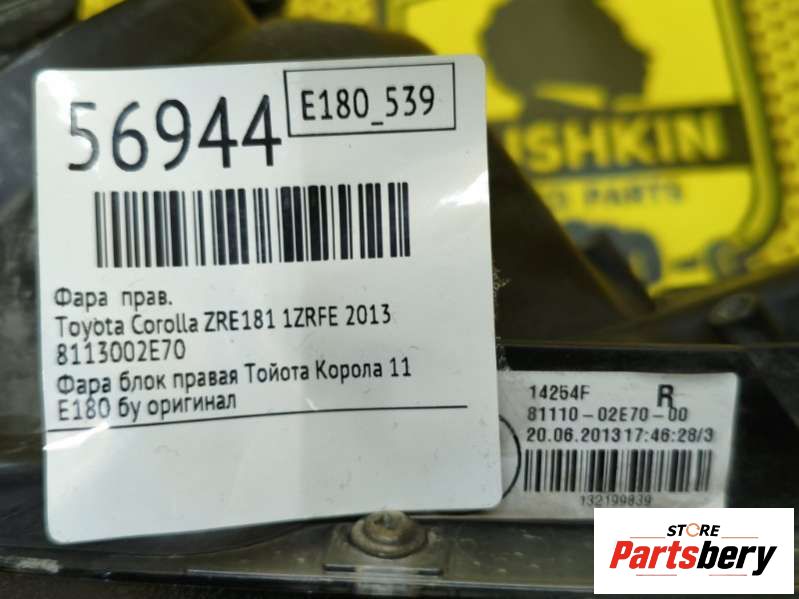 56944
E180_539
Фара прав.
Toyota Corolla ZRE181 1ZRFE 2013
8113002E70
Фара блок правая Тойота Корола 11
E180 бу оригинал
14254F R
81110-02E70-00
20.06.2013 17:46:28/3
132199839
STORE
Partsbery